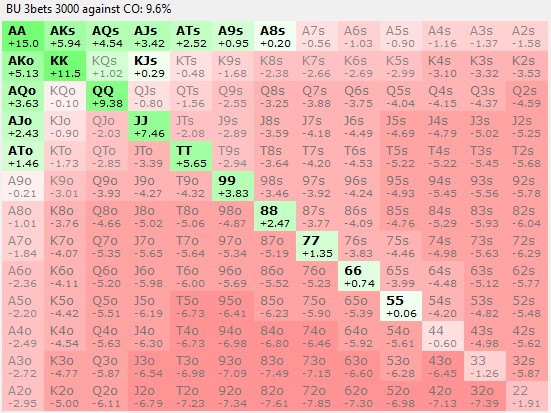 BU 3bets 3000 against CO: 9.6%
AA AKs AQs AJs ATs A9s A8s A7s A6s A5s A4s A3s A2s
+15.0 +5.94 +4.54 +3.42 +2.52 +0.95 +0.20 -0.56 -1.03 -0.90 -1.16 -1.37 -1.58
AKo KK KQs KJs KTs K9s K8s K7s K6s K5s K4s K3s K2s
+5.13 +11.5 +1.02 +0.29 -0.48 -1.68 -2.38 -2.66 -2.69 -2.99 -3.10 -3.32 -3.53
AQo KQo QQ QJs QTs Q9s Q8s Q7s Q6s Q5s Q4s Q3s Q2s
+3.63 -0.10 +9.38 -0.80 -1.56 -2.55 -3.25 -3.88 -3.75 -4.04 -4.15 -4.37 -4.59
AJo KJo QJo JJ JTs J9s J8s J7s J6s J5s J4s J3s J2s
+2.43 -0.90 -2.03 +7.46 -2.08 -2.89 -3.59 -4.18 -4.69 -4.69 -4.79 -5.02 -5.25
ATo KTo QTo JTo TT T9s T8s T7s T6s T5s T4s T3s T2s
+1.46 -1.73 -2.85 -3.39 +5.65 -2.94 -3.64 -4.20 -4.53 -5.22 -5.22 -5.45 -5.68
A9o K9o Q9o J9o T9o 99 98s 97s 96s 95s 94s 93s 92s
-0.21 -3.01 -3.93 -4.27 -4.32 +3.83 -3.46 -3.92 -4.24 -4.93 -5.45 -5.56 -5.78
A8o K8o Q8o J8o T8o 98o 88 87s 86s 85s 84s 83s 82s
-1.01 -3.76 -4.66 -5.02 -5.06 -4.87 +2.47 -3.77 -4.09 -4.76 -5.29 -5.93 -6.04
A7o K7o Q7o J7o T7o 97o 87o 77 76s 75s 74s 73s 72s
-1.84 -4.07 -5.35 -5.65 -5.64 -5.34 -5.19 +1.35 -3.83 -4.46 -4.98 -5.63 -6.29
A6o K6o Q6o J6o T6o 96o 86o 76o 66 65s 64s 63s 62s
-2.36 -4.11 -5.20 -5.98 -6.00 -5.69 -5.52 -5.23 +0.74 -3.99 -4.48 -5.12 -5.77
A5o K5o Q5o J5o T5o 95o 85o 75o 65o 55 54s 53s 52s
-2.20 -4.42 -5.51 -6.19 -6.73 -6.41 -6.23 -5.90 -5.39 +0.06 -4.20 -4.82 -5.48
A4o K4o Q4o J4o T4o 94o 84o 74o 64o 54o 44 43s 42s
-2.49 -4.54 -5.63 -6.30 -6.74 -6.98 -6.80 -6.46 -5.92 -5.61 -0.60 -4.98 -5.62
A3o K3o Q3o J3o T3o 93o 83o 73o 63o 53o 43o 33 32s
-2.72 -4.77 -5.87 -6.54 -6.98 -7.09 -7.49 -7.15 -6.60 -6.28 -6.45 -1.26 -5.87
A2o K2o Q2o J2o T2o 92o 82o 72o 62o 52o 42o 32o 22
-2.95 -5.00 -6.11 -6.79 -7.23 -7.34 -7.61 -7.85 -7.30 -6.98 -7.13 -7.39 -1.91